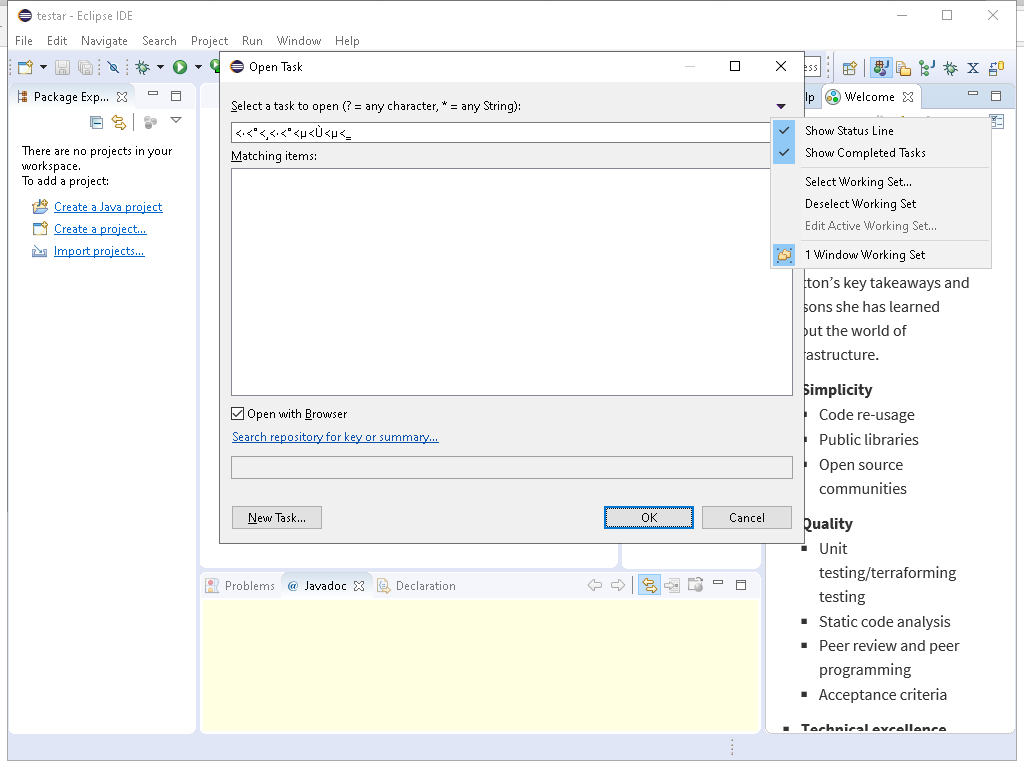 testar - Eclipse IDE
File Edit Navigate Search Project Run Window Help
Open Task
Package Exp...
Select a task to open (? = any character, * = any String):
Welcome
Matching items:
Show Status Line
Show Completed Tasks
Select Working Set...
Deselect Working Set
Edit Active Working Set...
1 Window Working Set
There are no projects in your
workspace.
To add a project:
Create a Java project
Create a project...
Import projects...
key takeaways and
she has learned
the world of
Simplicity
Code re-usage
Public libraries
Open source
communities
Quality
Unit
testing/terraforming
testing
Static code analysis
Peer review and peer
programming
Acceptance criteria
Technical excellence
Open with Browser
Search repository for key or summary...
New Task...
OK
Cancel
Problems
@ Javadoc
Declaration